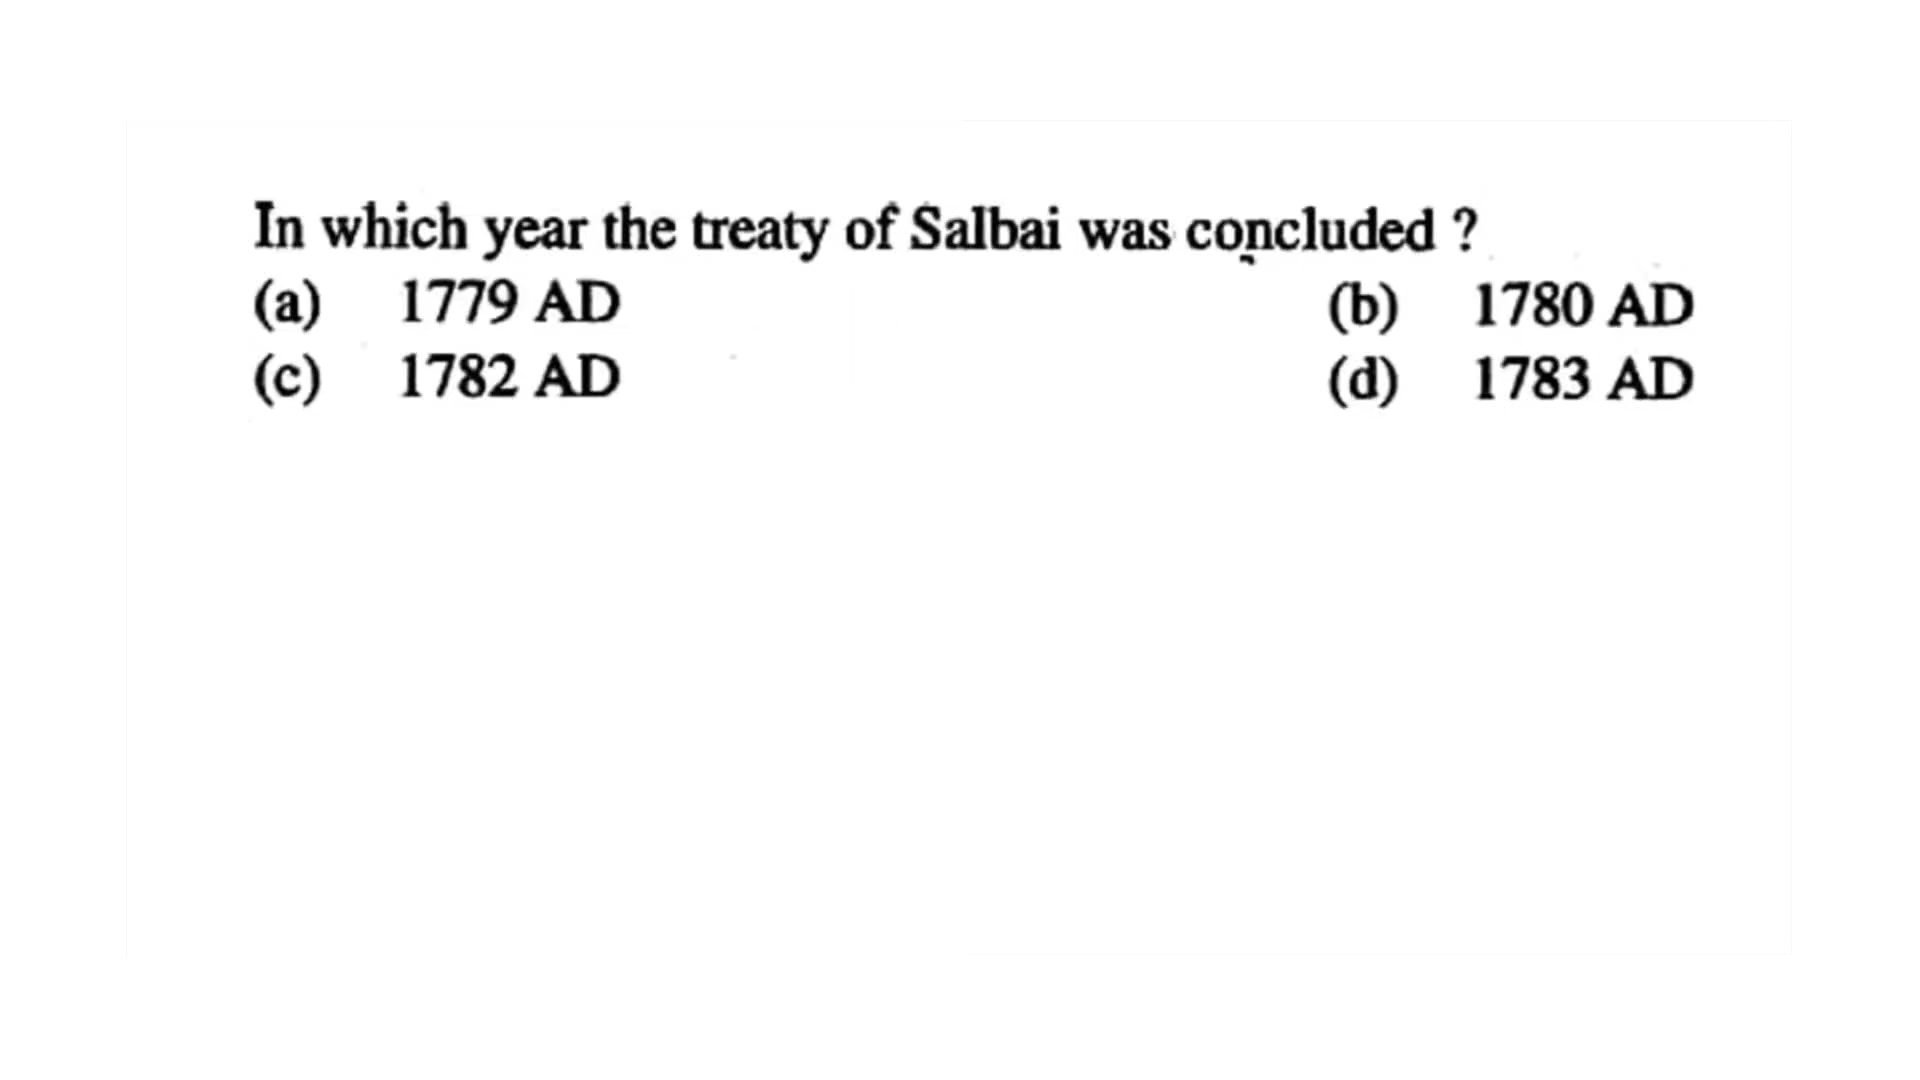 In which year the treaty of Salbai was concluded ?
(a) 1779 AD (b) 1780 AD
(c) 1782 AD (d) 1783 AD